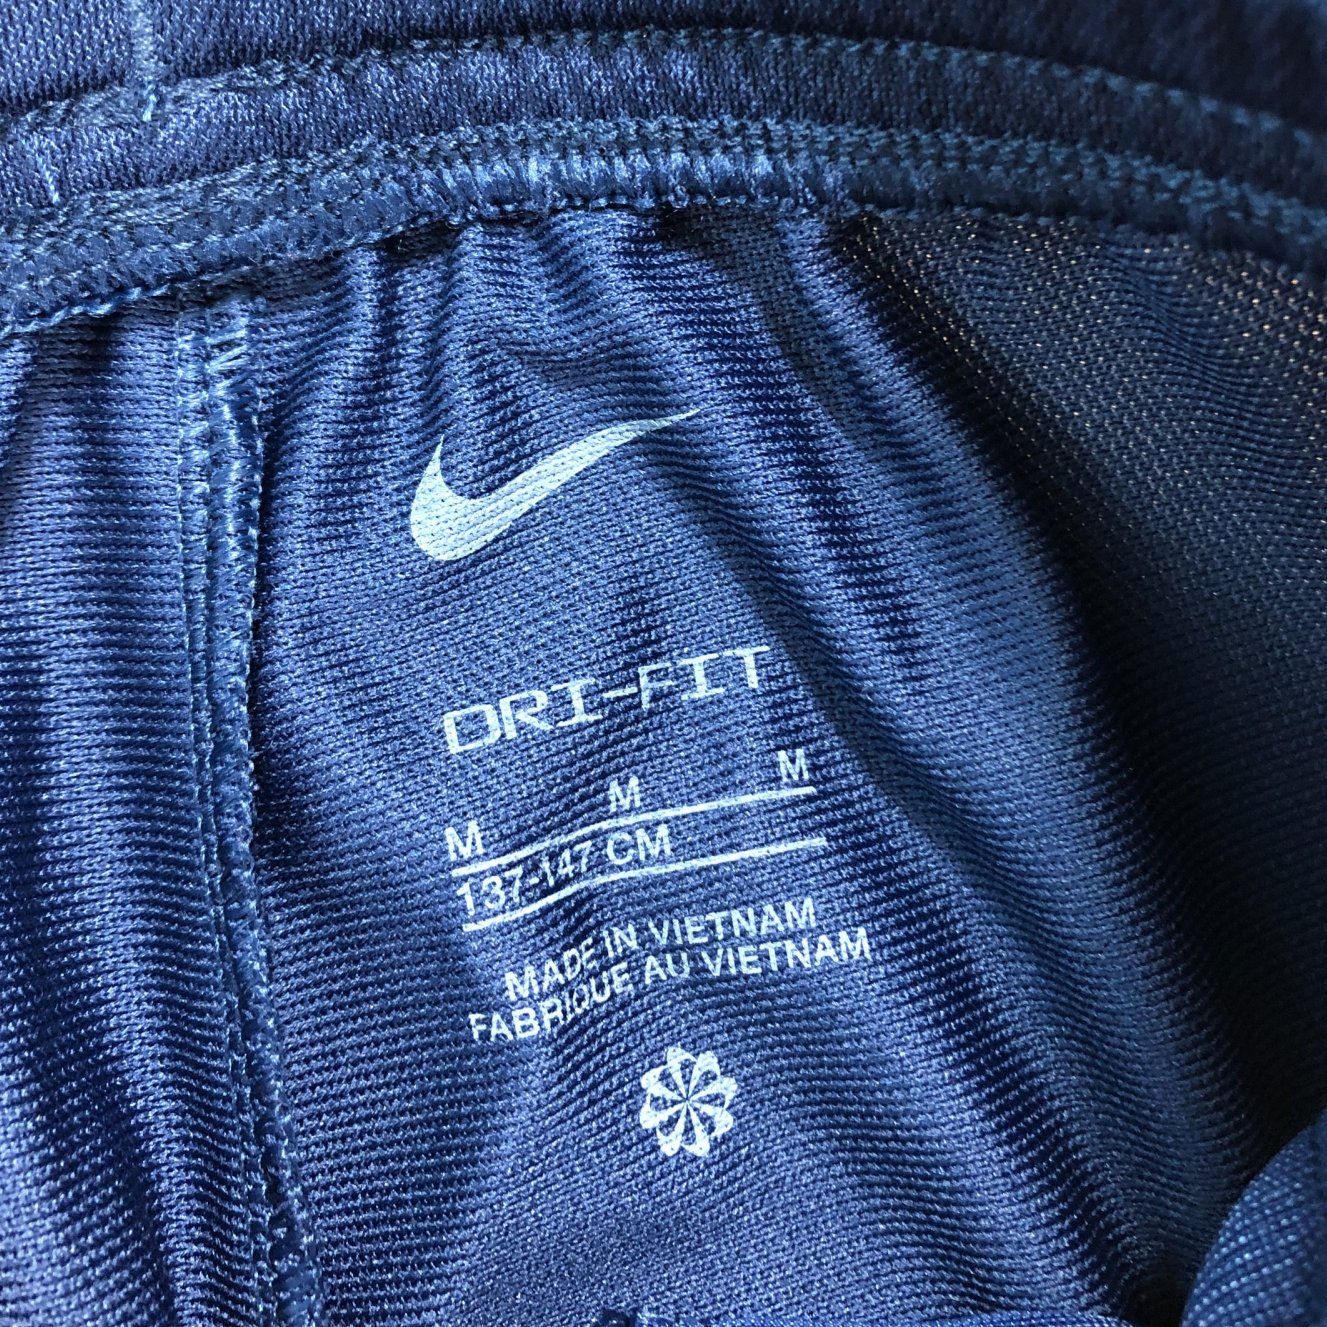 DRI-FIT
M M M
137-147 CM
MADE IN VIETNAM
FABRIQUE AU VIETNAM